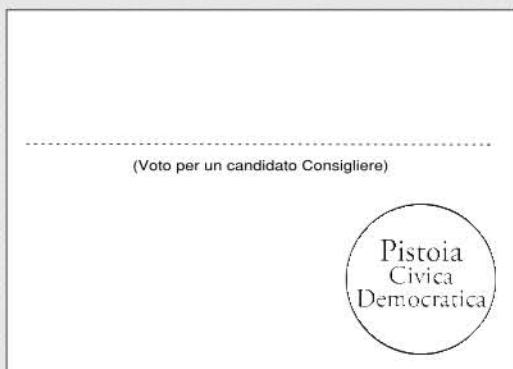 (Voto per un candidato Consigliere)
Pistoia
Civica
Democratica